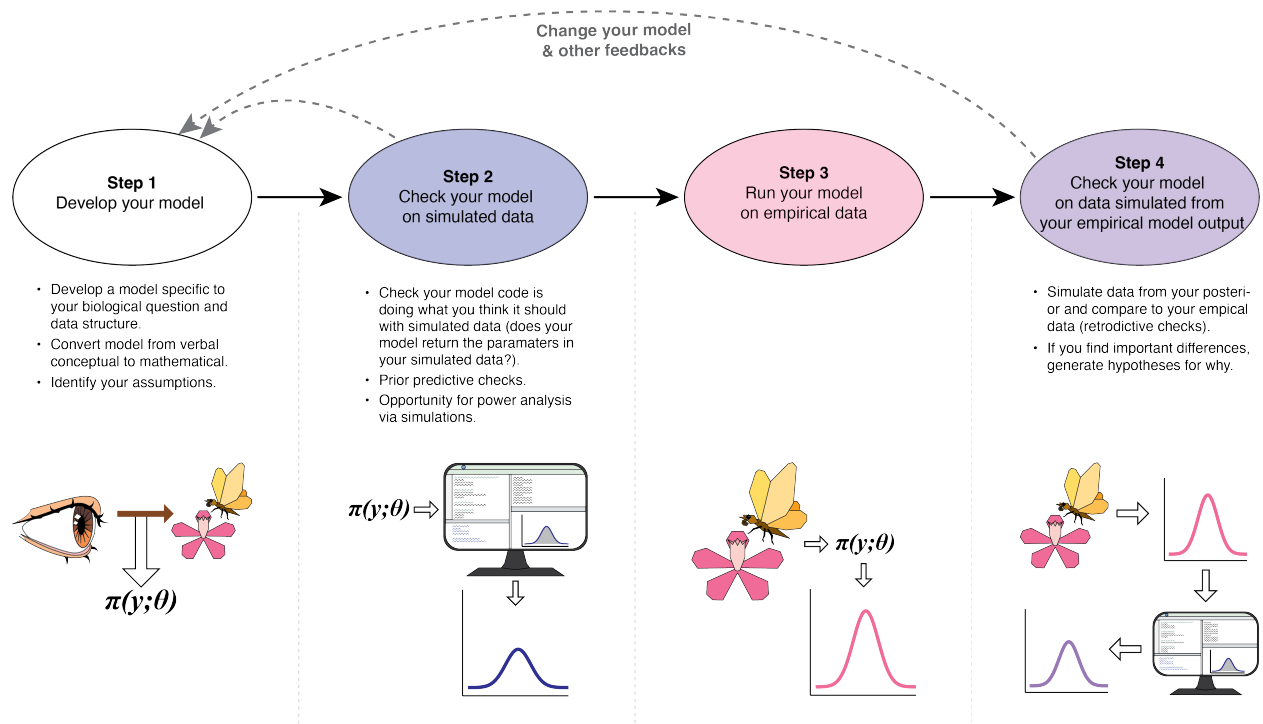 Change your model
& other feedbacks
Step 1
Develop your model
Step 2
Check your model
on simulated data
Step 3
Run your model
on empirical data
Step 4
Check your model
on data simulated from
your empirical model output
• Develop a model specific to
your biological question and
data structure.
• Convert model from verbal
conceptual to mathematical.
• Identify your assumptions.
• Check your model code is
doing what you think it should
with simulated data (does your
model return the paramaters in
your simulated data?).
• Prior predictive checks.
• Opportunity for power analysis
via simulations.
• Simulate data from your posteri-
or and compare to your empical
data (retrodictive checks).
• If you find important differences,
generate hypotheses for why.
π(y;θ)
π(y;θ)
π(y;θ)